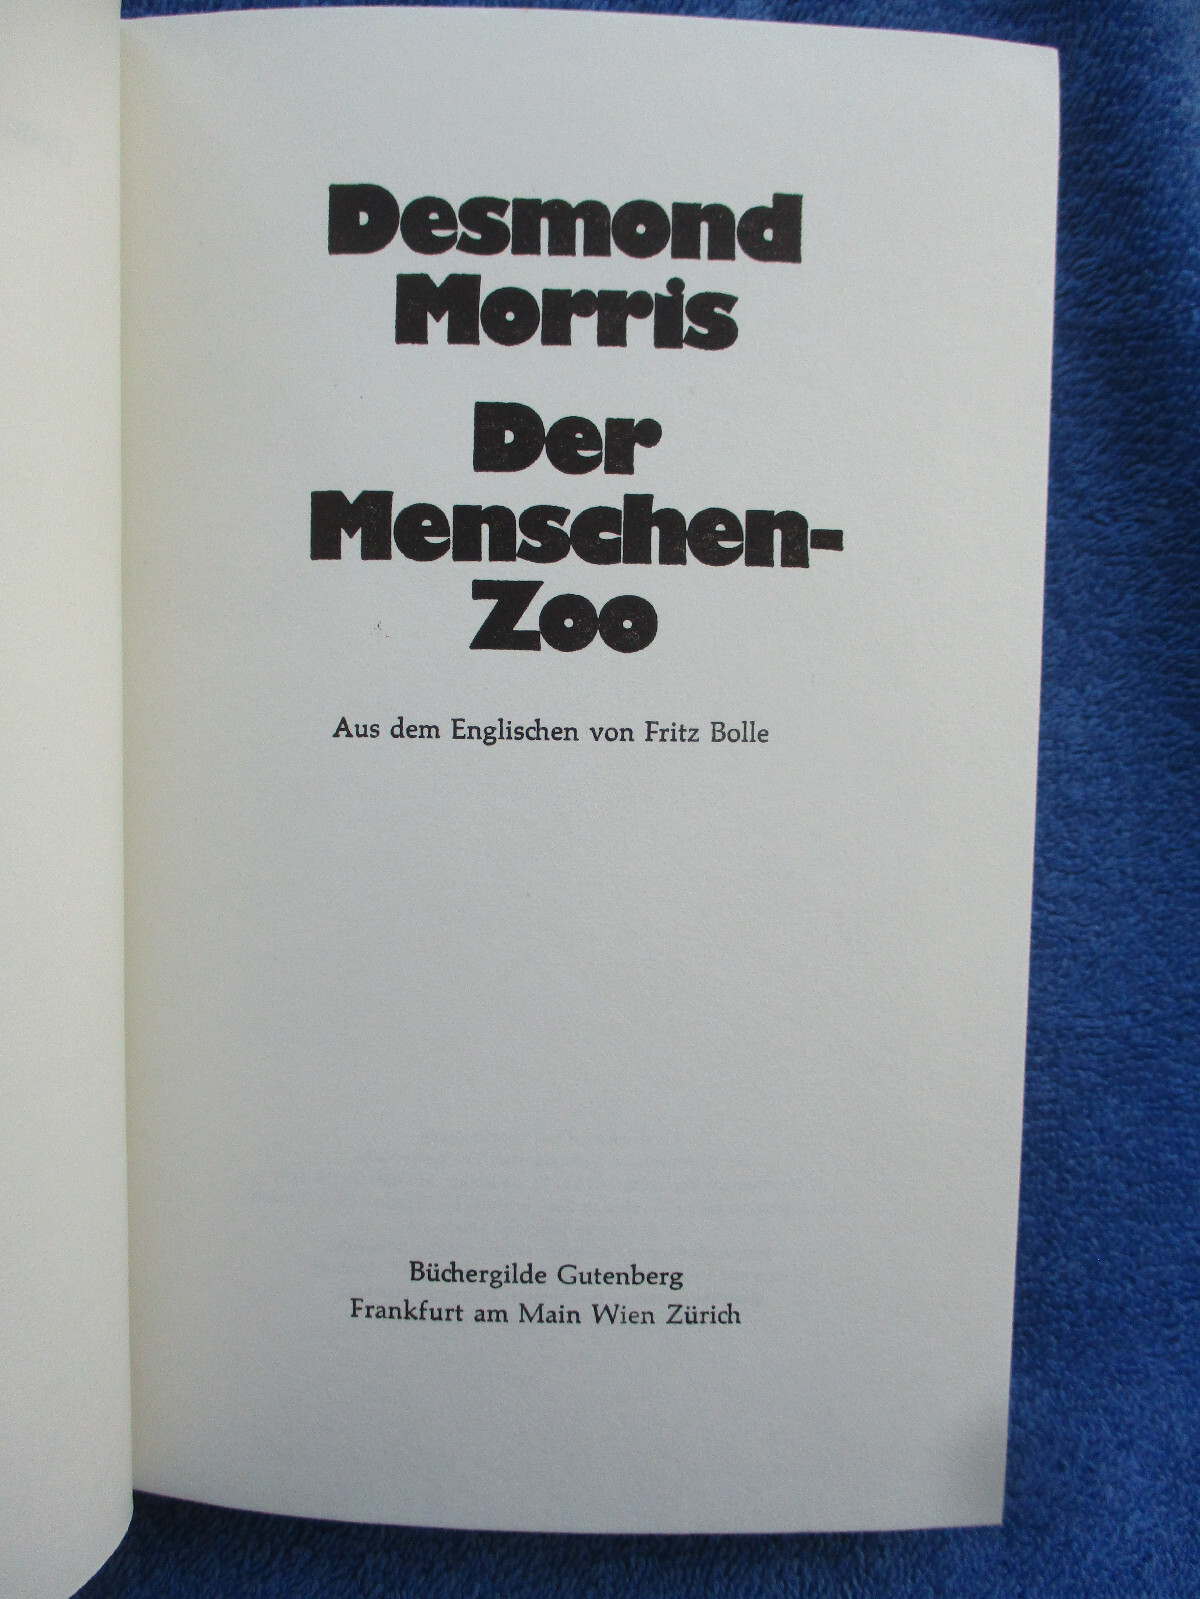 Desmond
Morris
Der
Menschen-
Zoo
Aus dem Englischen von Fritz Bolle
Büchergilde Gutenberg
Frankfurt am Main Wien Zürich